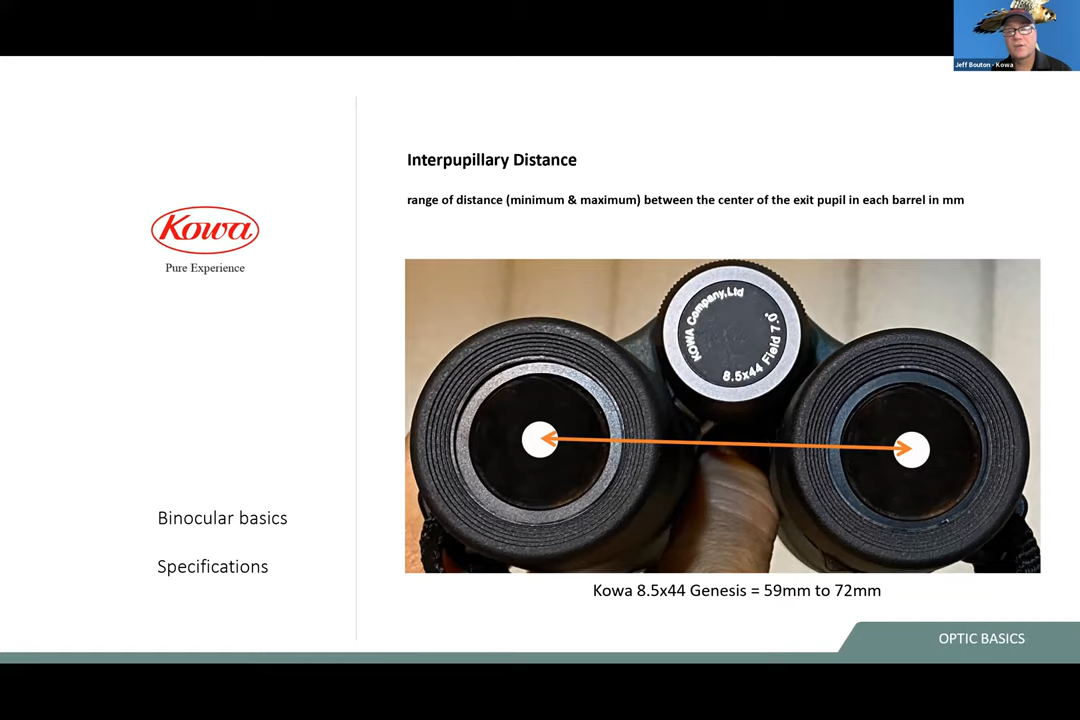 Jeff Bouton - Kowa
Interpupillary Distance
range of distance (minimum & maximum) between the center of the exit pupil in each barrel in mm
Kowa
Pure Experience
KOWA Company,Ltd
8.5x44 Field 7.0°
Binocular basics
Specifications
Kowa 8.5x44 Genesis = 59mm to 72mm
OPTIC BASICS